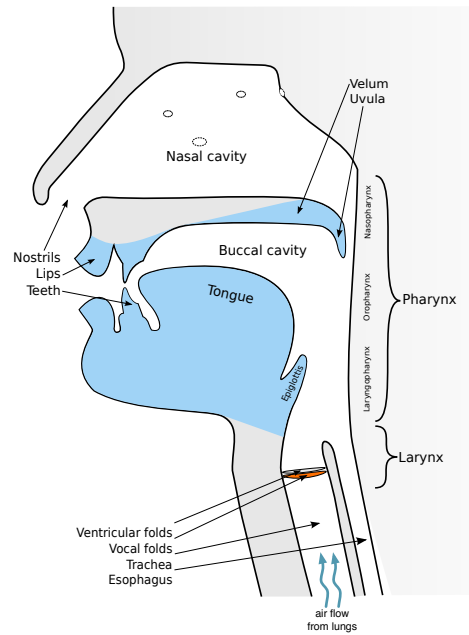 Velum
Uvula
Nasal cavity
Nasopharynx
Nostrils
Lips
Teeth
Buccal cavity
Tongue
Oropharynx
Pharynx
Laryngopharynx
Epiglottis
Larynx
Ventricular folds
Vocal folds
Trachea
Esophagus
air flow
from lungs